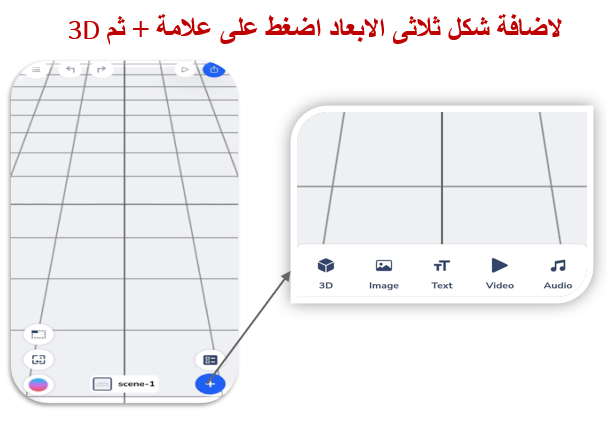 لاضافة شكل ثلاثى الابعاد اضغط على علامة + ثم 3D
scene-1
3D Image Text Video Audio